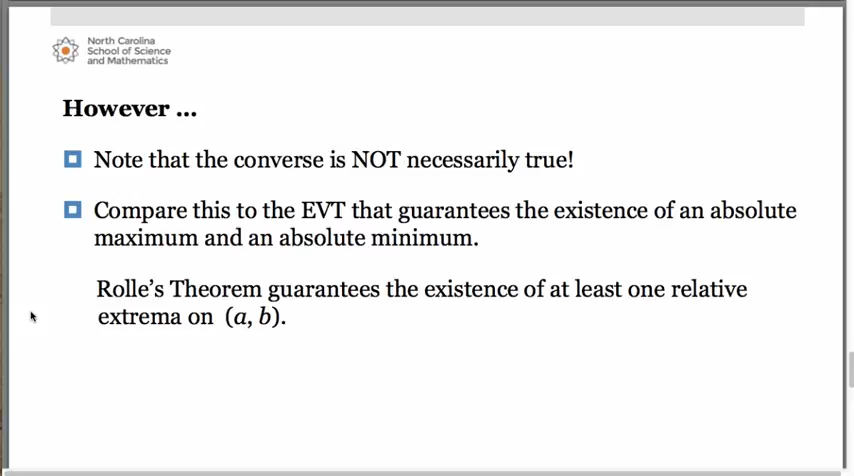 North Carolina
School of Science
and Mathematics
However ...
Note that the converse is NOT necessarily true!
Compare this to the EVT that guarantees the existence of an absolute
maximum and an absolute minimum.
Rolle’s Theorem guarantees the existence of at least one relative
extrema on (a, b).